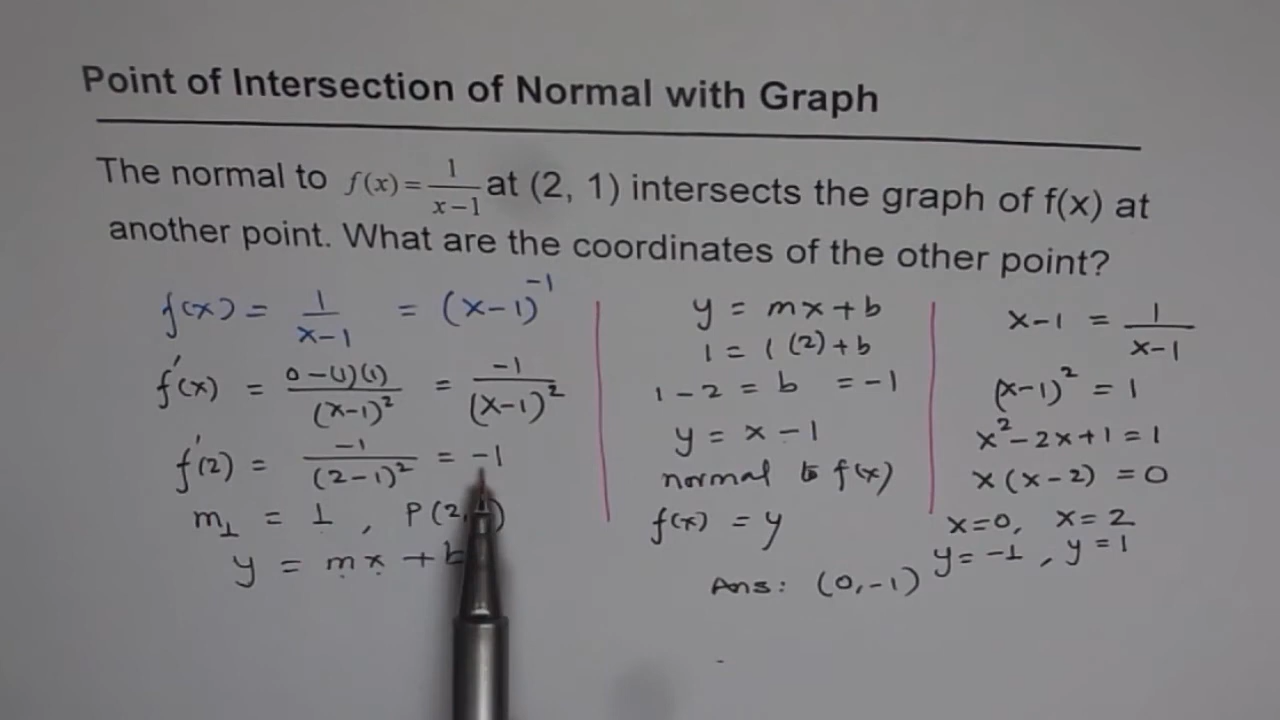 Point of Intersection of Normal with Graph
The normal to f(x) = 1/(x−1) at (2, 1) intersects the graph of f(x) at
another point. What are the coordinates of the other point?
f(x) = 1/(x−1) = (x−1)⁻¹
f'(x) = (0−(1)(1))/(x−1)² = −1/(x−1)²
f'(2) = −1/(2−1)² = −1
m⊥ = 1 , P(2, )
y = mx + b
y = mx + b
1 = 1(2) + b
1 − 2 = b = −1
y = x − 1
normal to f(x)
f(x) = y
Ans: (0, −1)
x−1 = 1/(x−1)
(x−1)² = 1
x² − 2x + 1 = 1
x(x−2) = 0
x=0, x=2
y=−1, y=1